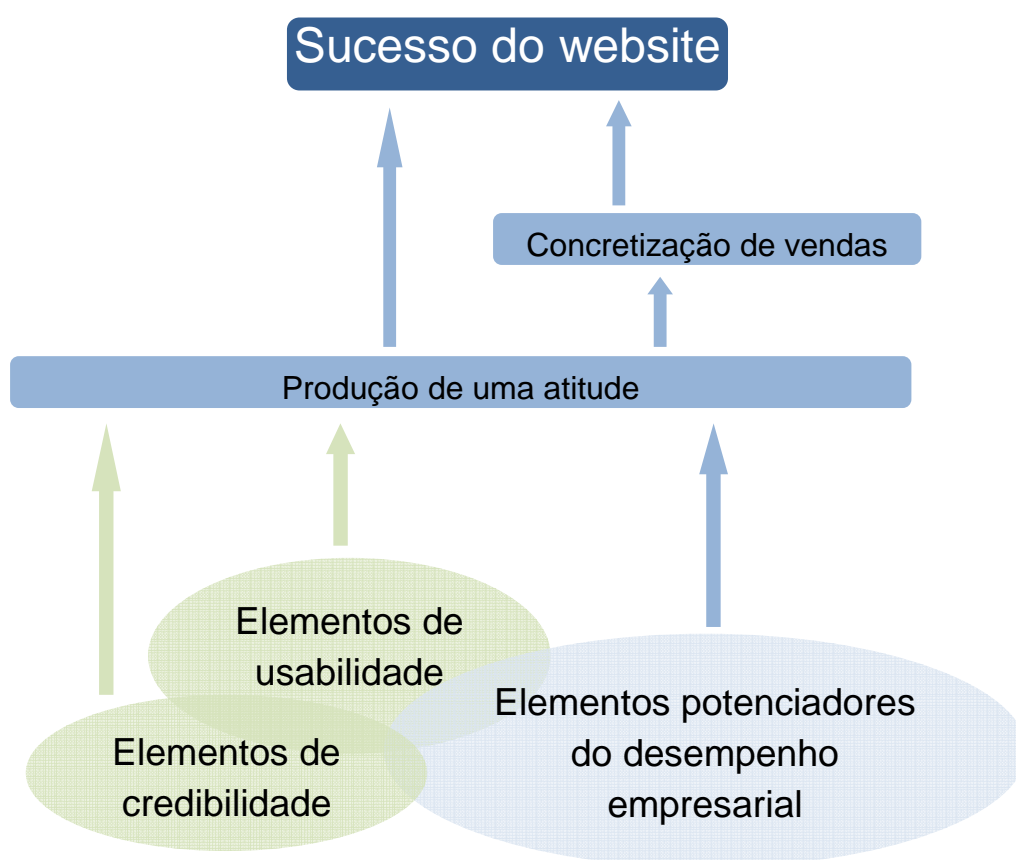 Sucesso do website
Concretização de vendas
Produção de uma atitude
Elementos de
usabilidade
Elementos potenciadores
do desempenho
empresarial
Elementos de
credibilidade